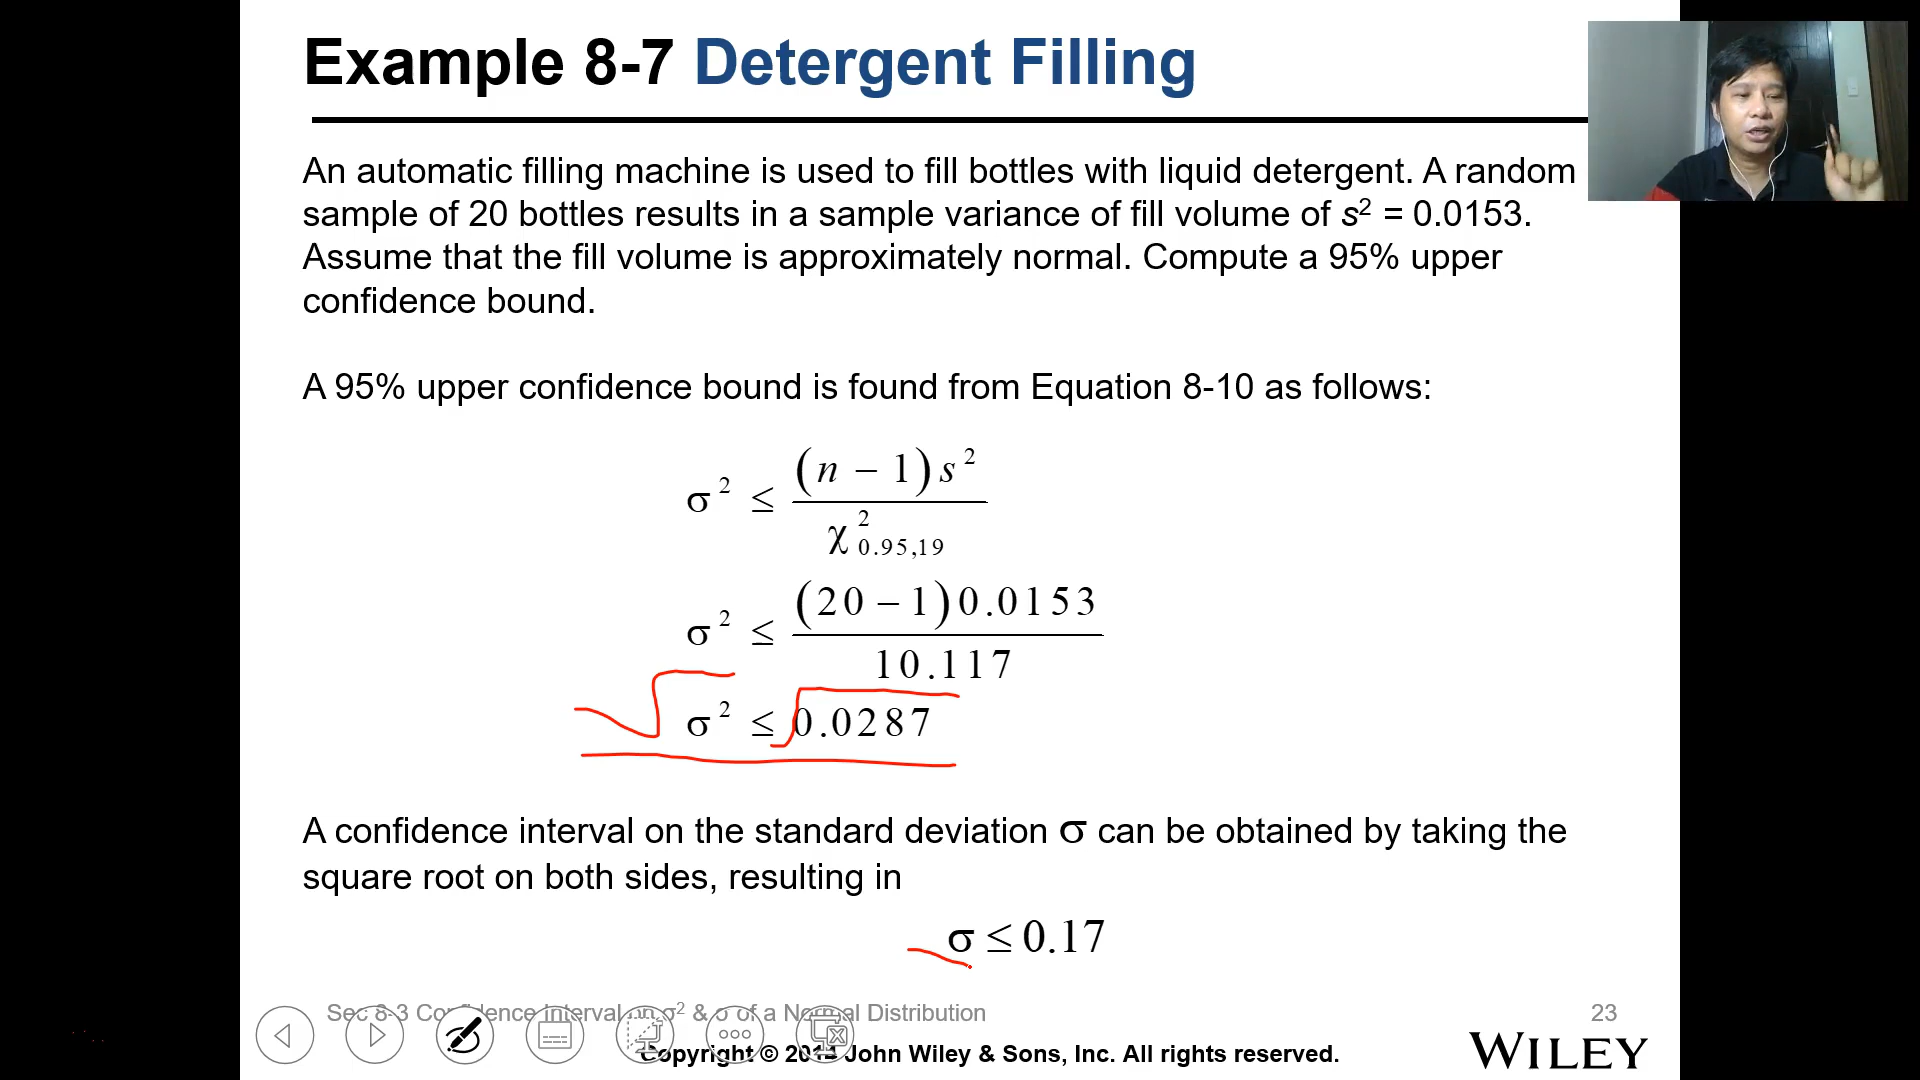 Example 8-7 Detergent Filling
An automatic filling machine is used to fill bottles with liquid detergent. A random
sample of 20 bottles results in a sample variance of fill volume of s² = 0.0153.
Assume that the fill volume is approximately normal. Compute a 95% upper
confidence bound.
A 95% upper confidence bound is found from Equation 8-10 as follows:
σ² ≤ (n − 1)s² / χ²0.95,19
σ² ≤ (20 − 1)0.0153 / 10.117
σ² ≤ 0.0287
A confidence interval on the standard deviation σ can be obtained by taking the
square root on both sides, resulting in
σ ≤ 0.17
Sec 8-3 Confidence Interval on σ² & σ of a Normal Distribution
23
Copyright © 2014 John Wiley & Sons, Inc. All rights reserved.
WILEY